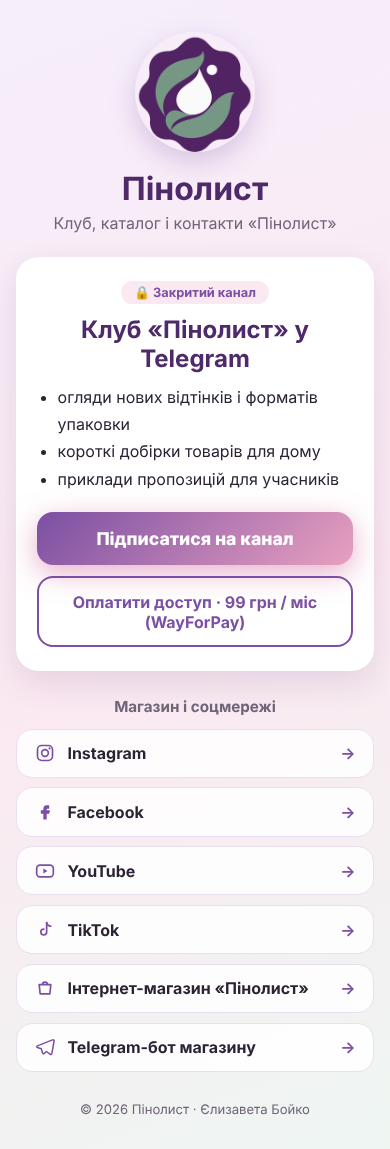 Пінолист
Клуб, каталог і контакти «Пінолист»
🔒 Закритий канал
Клуб «Пінолист» у
Telegram
• огляди нових відтінків і форматів
упаковки
• короткі добірки товарів для дому
• приклади пропозицій для учасників
Підписатися на канал
Оплатити доступ · 99 грн / міс
(WayForPay)
Магазин і соцмережі
Instagram →
Facebook →
YouTube →
TikTok →
Інтернет-магазин «Пінолист» →
Telegram-бот магазину →
© 2026 Пінолист · Єлизавета Бойко